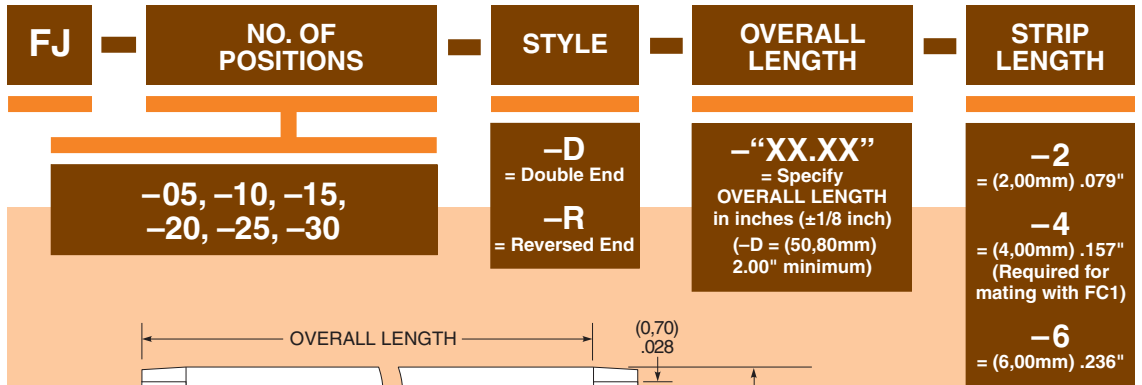 FJ
NO. OF
POSITIONS
STYLE
OVERALL
LENGTH
STRIP
LENGTH
–05, –10, –15,
–20, –25, –30
–D
= Double End
–R
= Reversed End
–“XX.XX”
= Specify
OVERALL LENGTH
in inches (±1/8 inch)
(–D = (50,80mm)
2.00" minimum)
–2
= (2,00mm) .079"
–4
= (4,00mm) .157"
(Required for
mating with FC1)
–6
= (6,00mm) .236"
OVERALL LENGTH
(0,70)
.028